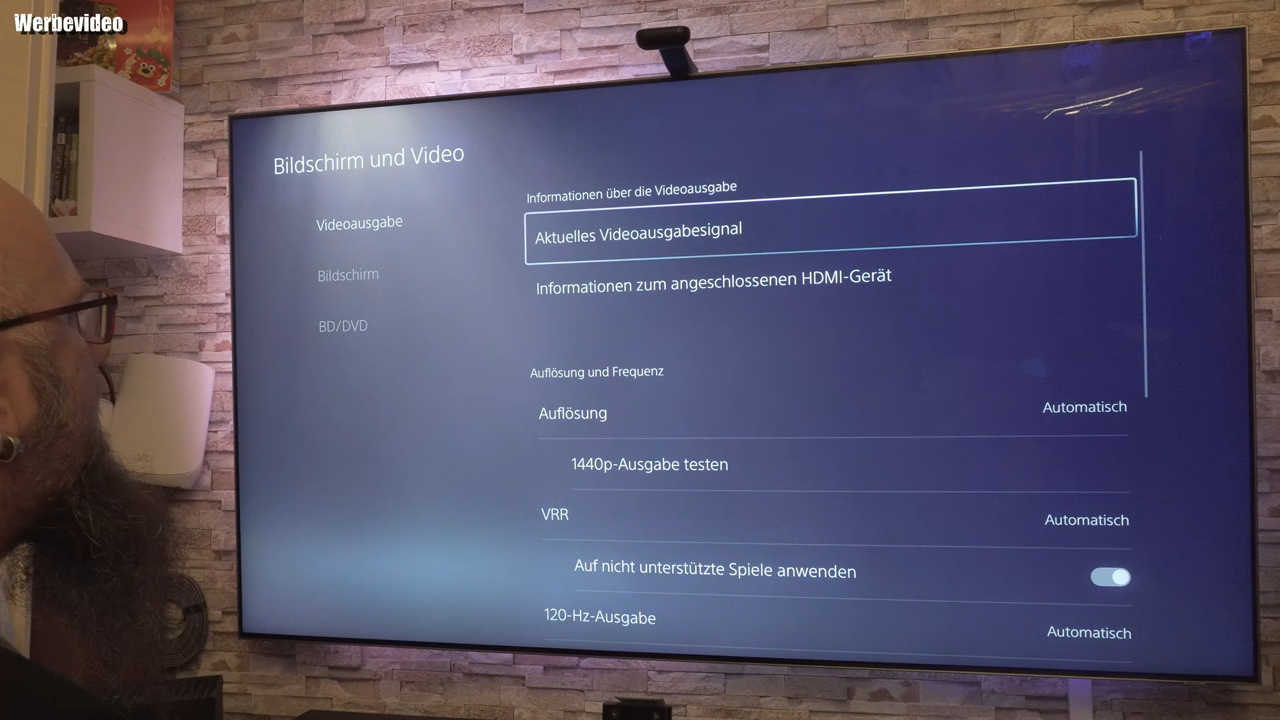 Werbevideo
Bildschirm und Video
Videoausgabe
Bildschirm
BD/DVD
Informationen über die Videoausgabe
Aktuelles Videoausgabesignal
Informationen zum angeschlossenen HDMI-Gerät
Auflösung und Frequenz
Auflösung
Automatisch
1440p-Ausgabe testen
VRR
Automatisch
Auf nicht unterstützte Spiele anwenden
120-Hz-Ausgabe
Automatisch